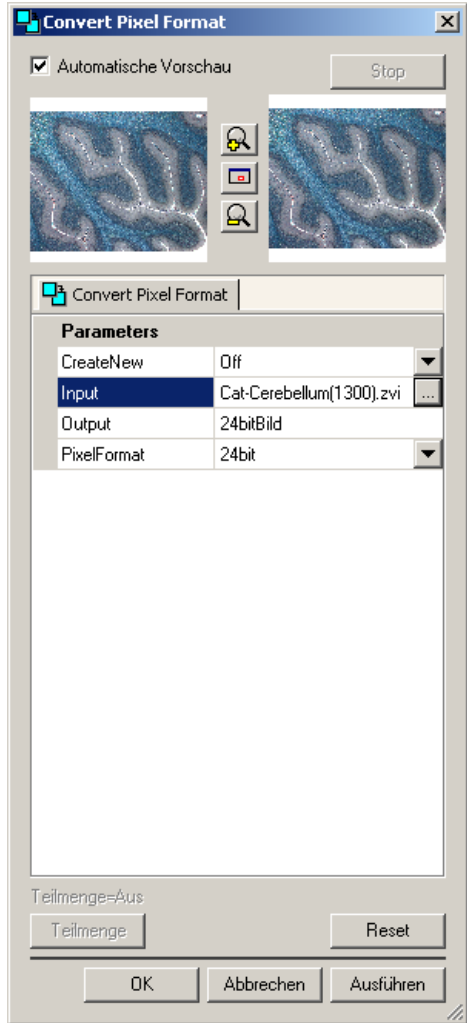 Convert Pixel Format
Automatische Vorschau
Stop
Convert Pixel Format
Parameters
CreateNew Off
Input Cat-Cerebellum(1300).zvi ...
Output 24bitBild
PixelFormat 24bit
Teilmenge=Aus
Teilmenge Reset
OK Abbrechen Ausführen